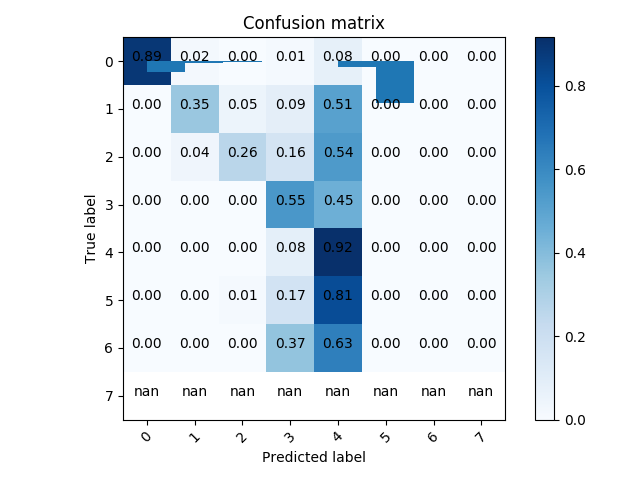 Confusion matrix
0 0.89 0.02 0.00 0.01 0.08 0.00 0.00 0.00
1 0.00 0.35 0.05 0.09 0.51 0.00 0.00 0.00
2 0.00 0.04 0.26 0.16 0.54 0.00 0.00 0.00
3 0.00 0.00 0.00 0.55 0.45 0.00 0.00 0.00
4 0.00 0.00 0.00 0.08 0.92 0.00 0.00 0.00
5 0.00 0.00 0.01 0.17 0.81 0.00 0.00 0.00
6 0.00 0.00 0.00 0.37 0.63 0.00 0.00 0.00
7 nan nan nan nan nan nan nan nan
0 1 2 3 4 5 6 7
True label
Predicted label
0.8
0.6
0.4
0.2
0.0